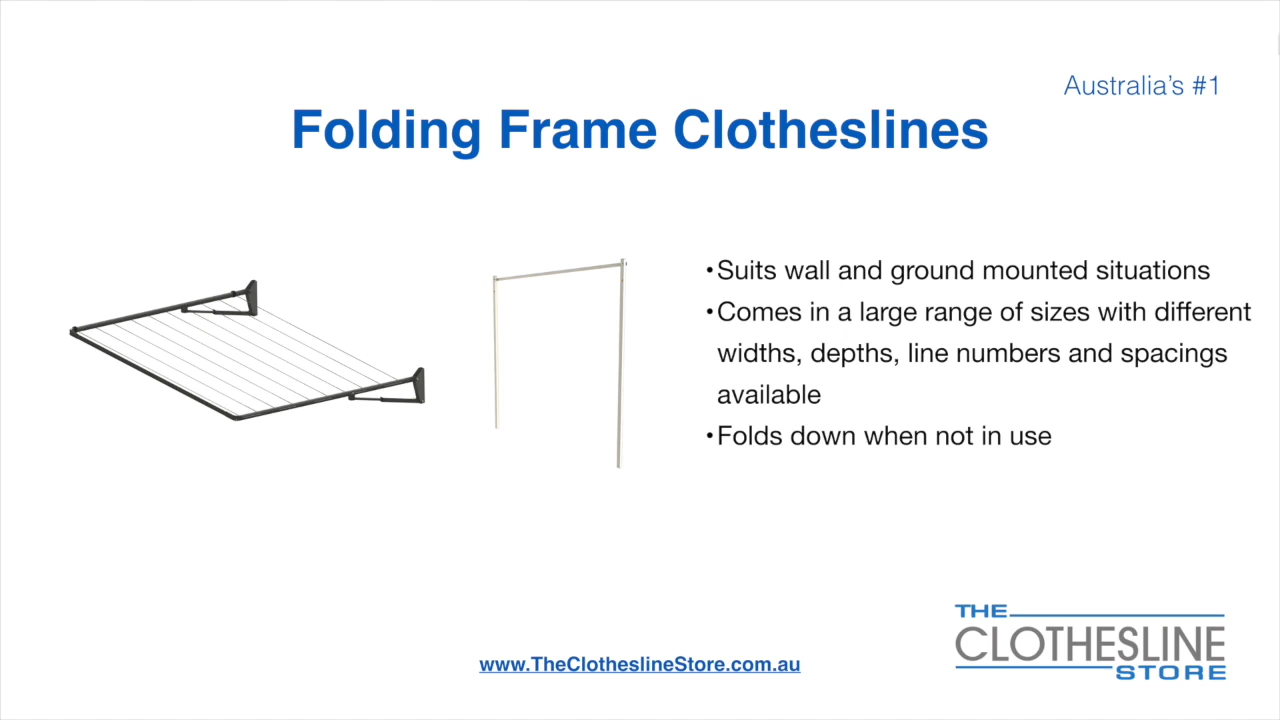 Australia's #1
Folding Frame Clotheslines
•Suits wall and ground mounted situations
•Comes in a large range of sizes with different
widths, depths, line numbers and spacings
available
•Folds down when not in use
www.TheClotheslineStore.com.au
THE
CLOTHESLINE
STORE